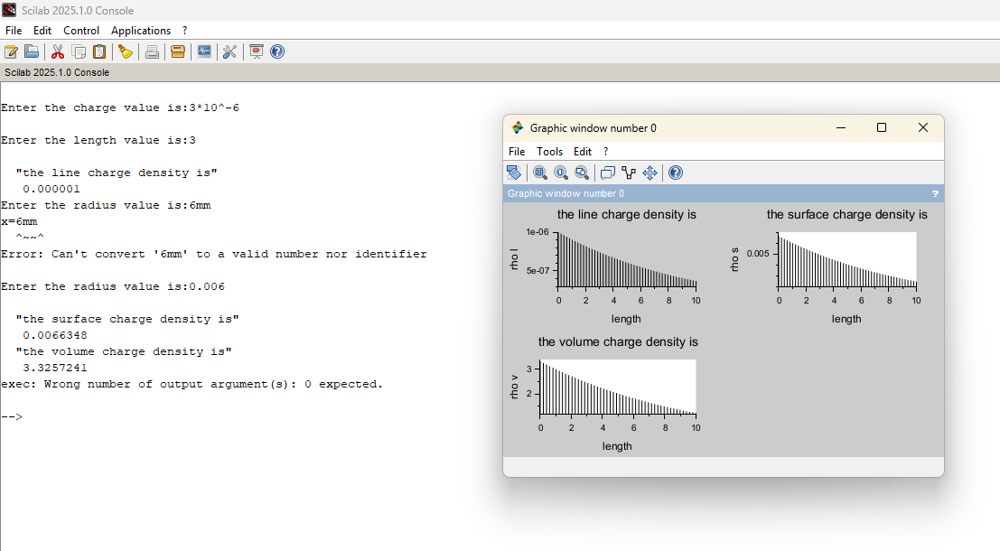 Scilab 2025.1.0 Console
File Edit Control Applications ?
Scilab 2025.1.0 Console
Enter the charge value is:3*10^-6
Enter the length value is:3
"the line charge density is"
0.000001
Enter the radius value is:6mm
x=6mm
^~~^
Error: Can't convert '6mm' to a valid number nor identifier
Enter the radius value is:0.006
"the surface charge density is"
0.0066348
"the volume charge density is"
3.3257241
exec: Wrong number of output argument(s): 0 expected.
-->
Graphic window number 0
File Tools Edit ?
Graphic window number 0 ?
the line charge density is
1e-06
5e-07
rho l
0 2 4 6 8 10
length
the surface charge density is
0.005
rho s
0 2 4 6 8 10
length
the volume charge density is
3
2
rho v
0 2 4 6 8 10
length